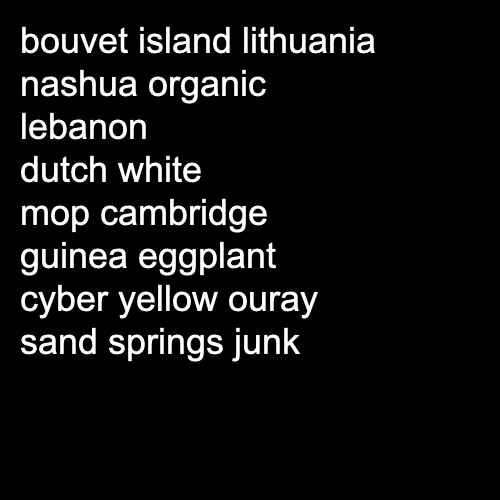 bouvet island lithuania
nashua organic
lebanon
dutch white
mop cambridge
guinea eggplant
cyber yellow ouray
sand springs junk